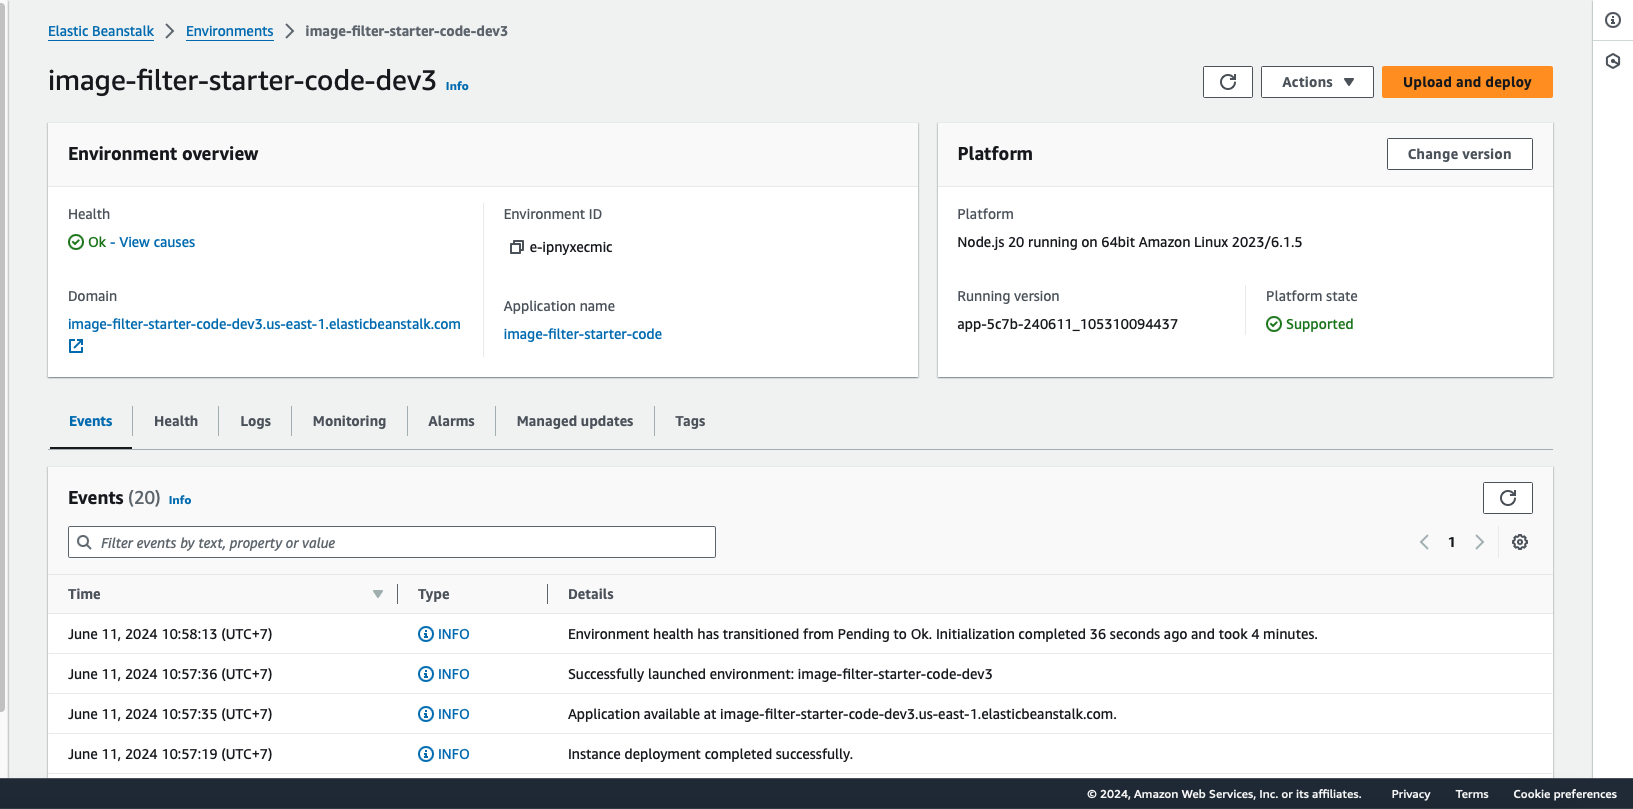 Elastic Beanstalk > Environments > image-filter-starter-code-dev3
image-filter-starter-code-dev3 Info
Actions
Upload and deploy
Environment overview
Health
Ok - View causes
Domain
image-filter-starter-code-dev3.us-east-1.elasticbeanstalk.com
Environment ID
e-ipnyxecmic
Application name
image-filter-starter-code
Platform
Change version
Platform
Node.js 20 running on 64bit Amazon Linux 2023/6.1.5
Running version
app-5c7b-240611_105310094437
Platform state
Supported
Events Health Logs Monitoring Alarms Managed updates Tags
Events (20) Info
Filter events by text, property or value
1
Time Type Details
June 11, 2024 10:58:13 (UTC+7) INFO Environment health has transitioned from Pending to Ok. Initialization completed 36 seconds ago and took 4 minutes.
June 11, 2024 10:57:36 (UTC+7) INFO Successfully launched environment: image-filter-starter-code-dev3
June 11, 2024 10:57:35 (UTC+7) INFO Application available at image-filter-starter-code-dev3.us-east-1.elasticbeanstalk.com.
June 11, 2024 10:57:19 (UTC+7) INFO Instance deployment completed successfully.
© 2024, Amazon Web Services, Inc. or its affiliates. Privacy Terms Cookie preferences